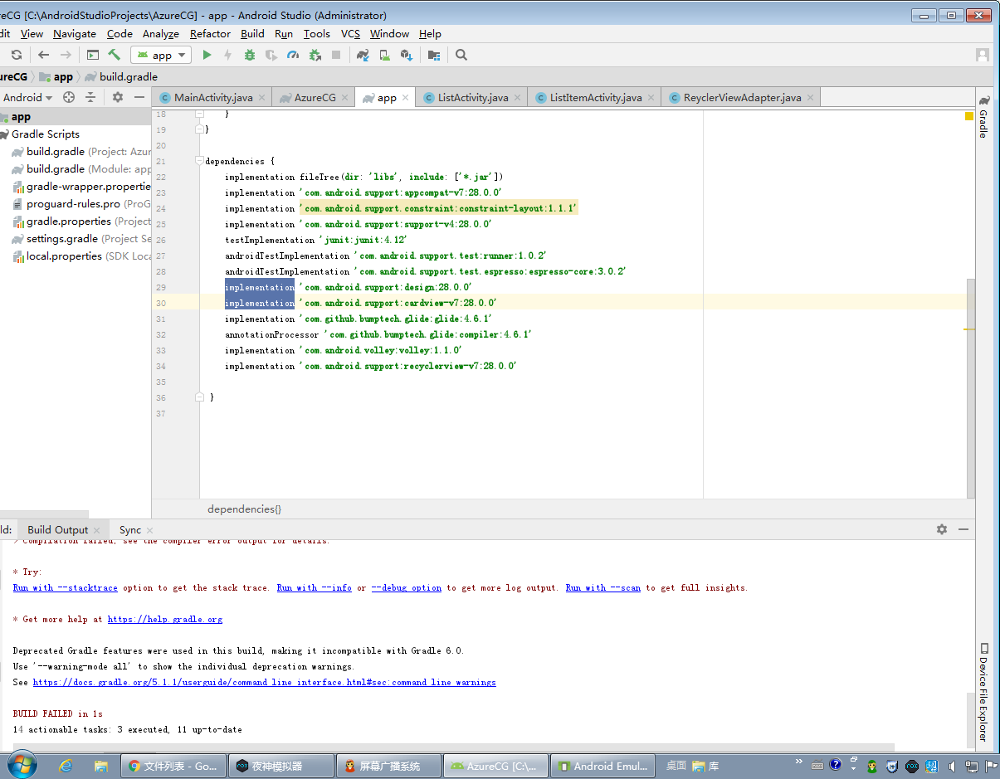 reCG [C:\AndroidStudioProjects\AzureCG] - app - Android Studio (Administrator)
dit View Navigate Code Analyze Refactor Build Run Tools VCS Window Help
app
ureCG app build.gradle
Android
MainActivity.java AzureCG app ListActivity.java ListItemActivity.java ReyclerViewAdapter.java
app
Gradle Scripts
build.gradle (Project: Azur
build.gradle (Module: app
gradle-wrapper.propertie
proguard-rules.pro (ProG
gradle.properties (Project
settings.gradle (Project Se
local.properties (SDK Loca
18 }
19 }
20
21 dependencies {
22 implementation fileTree(dir: 'libs', include: ['*.jar'])
23 implementation 'com.android.support:appcompat-v7:28.0.0'
24 implementation 'com.android.support.constraint:constraint-layout:1.1.1'
25 implementation 'com.android.support:support-v4:28.0.0'
26 testImplementation 'junit:junit:4.12'
27 androidTestImplementation 'com.android.support.test:runner:1.0.2'
28 androidTestImplementation 'com.android.support.test.espresso:espresso-core:3.0.2'
29 implementation 'com.android.support:design:28.0.0'
30 implementation 'com.android.support:cardview-v7:28.0.0'
31 implementation 'com.github.bumptech.glide:glide:4.6.1'
32 annotationProcessor 'com.github.bumptech.glide:compiler:4.6.1'
33 implementation 'com.android.volley:volley:1.1.0'
34 implementation 'com.android.support:recyclerview-v7:28.0.0'
35
36 }
37
dependencies{}
Gradle
Device File Explorer
ld: Build Output Sync
> Compilation failed; see the compiler error output for details.
* Try:
Run with --stacktrace option to get the stack trace. Run with --info or --debug option to get more log output. Run with --scan to get full insights.
* Get more help at https://help.gradle.org
Deprecated Gradle features were used in this build, making it incompatible with Gradle 6.0.
Use '--warning-mode all' to show the individual deprecation warnings.
See https://docs.gradle.org/5.1.1/userguide/command_line_interface.html#sec:command_line_warnings
BUILD FAILED in 1s
14 actionable tasks: 3 executed, 11 up-to-date
文件列表 - Go... 夜神模拟器 屏幕广播系统 AzureCG [C:\... Android Emul... 桌面 库